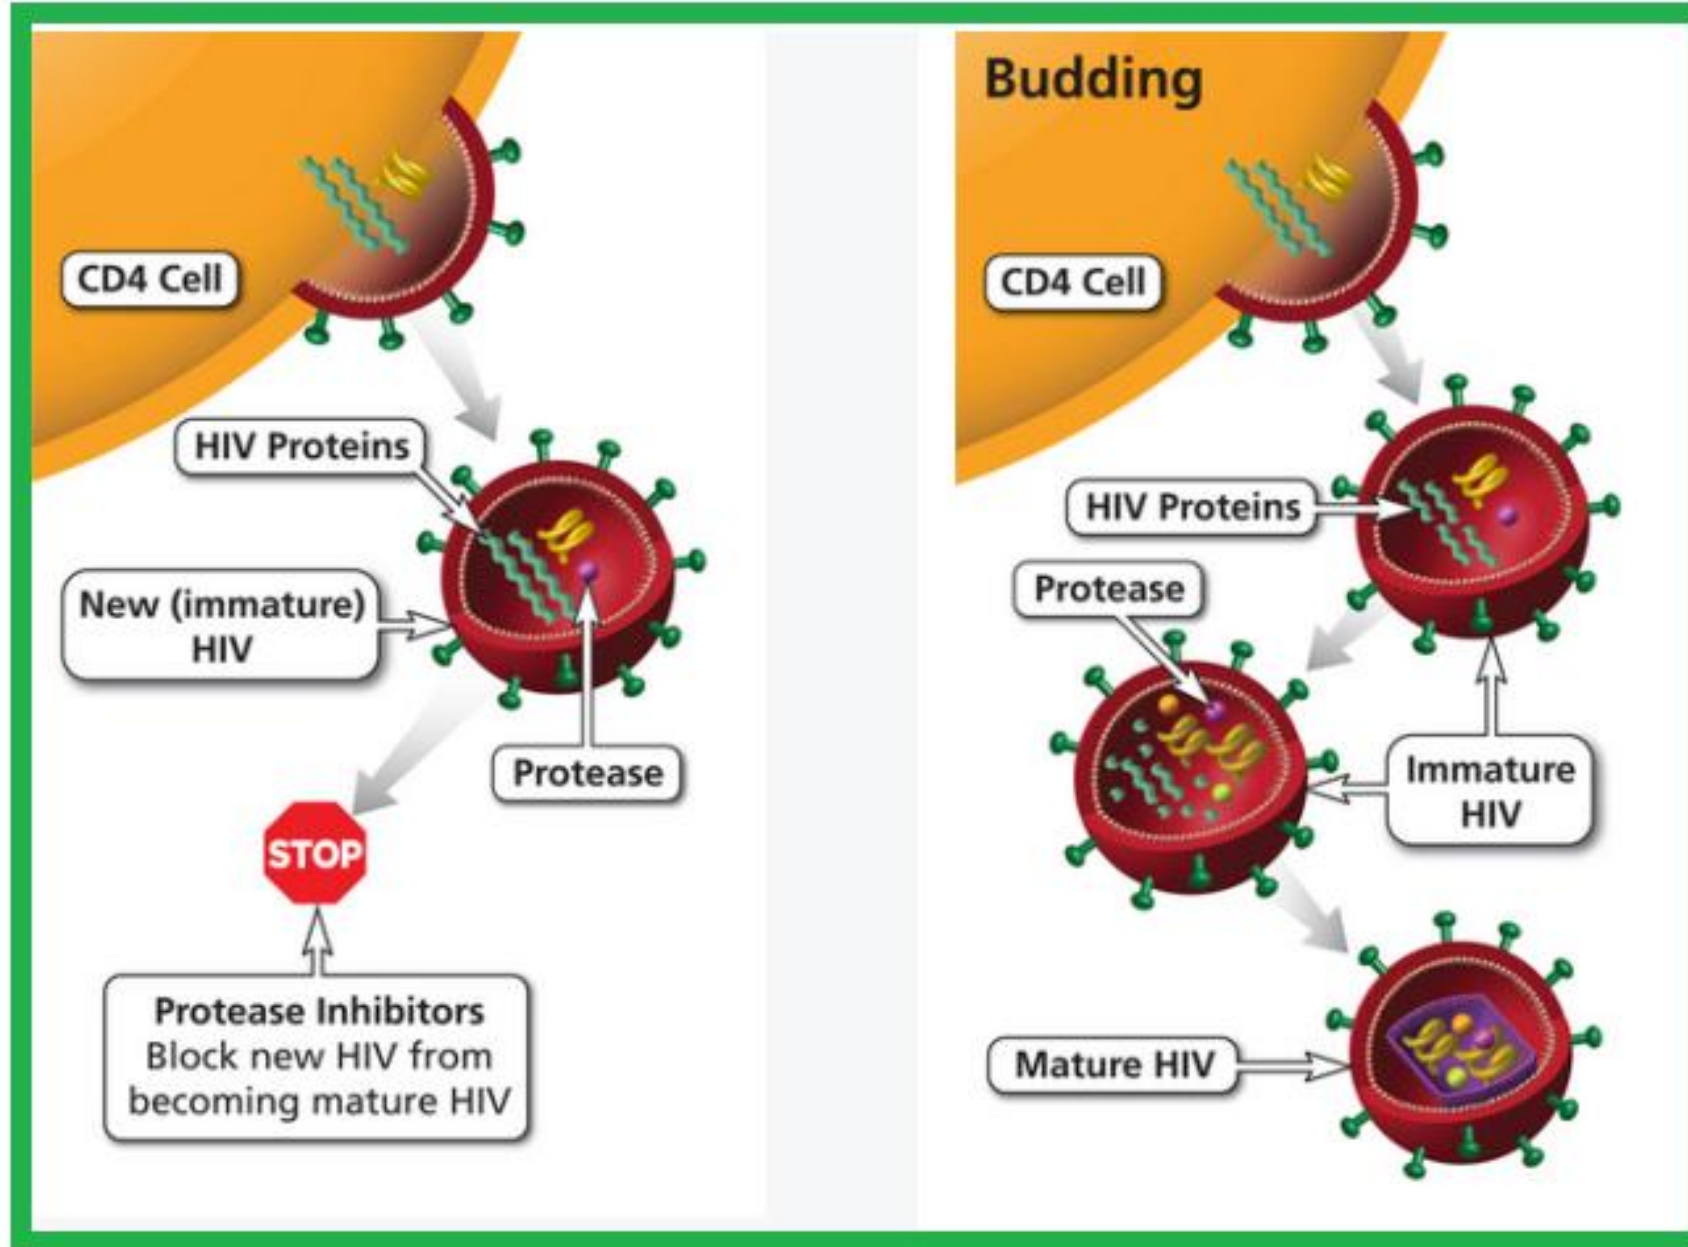 CD4 Cell
HIV Proteins
New (immature)
HIV
Protease
STOP
Protease Inhibitors
Block new HIV from
becoming mature HIV
Budding
CD4 Cell
HIV Proteins
Protease
Immature
HIV
Mature HIV